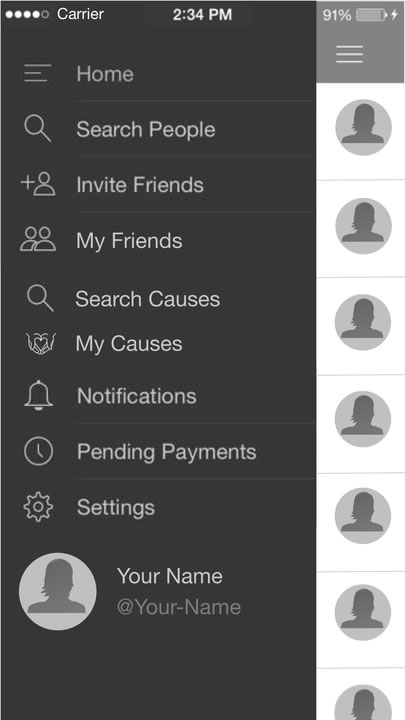 Carrier 2:34 PM 91%
Home
Search People
Invite Friends
My Friends
Search Causes
My Causes
Notifications
Pending Payments
Settings
Your Name
@Your-Name